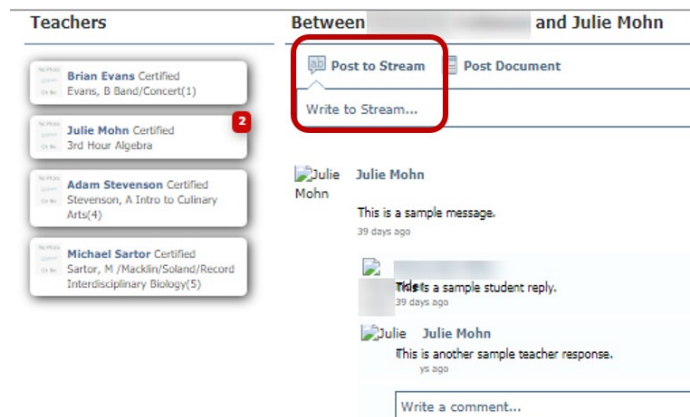 Teachers
Brian Evans Certified
Evans, B Band/Concert(1)
2
Julie Mohn Certified
3rd Hour Algebra
Adam Stevenson Certified
Stevenson, A Intro to Culinary
Arts(4)
Michael Sartor Certified
Sartor, M /Macklin/Soland/Record
Interdisciplinary Biology(5)
Between and Julie Mohn
Post to Stream Post Document
Write to Stream...
Julie Mohn
Julie Mohn
This is a sample message.
39 days ago
is a sample student reply.
39 days ago
Julie Julie Mohn
This is another sample teacher response.
ys ago
Write a comment...